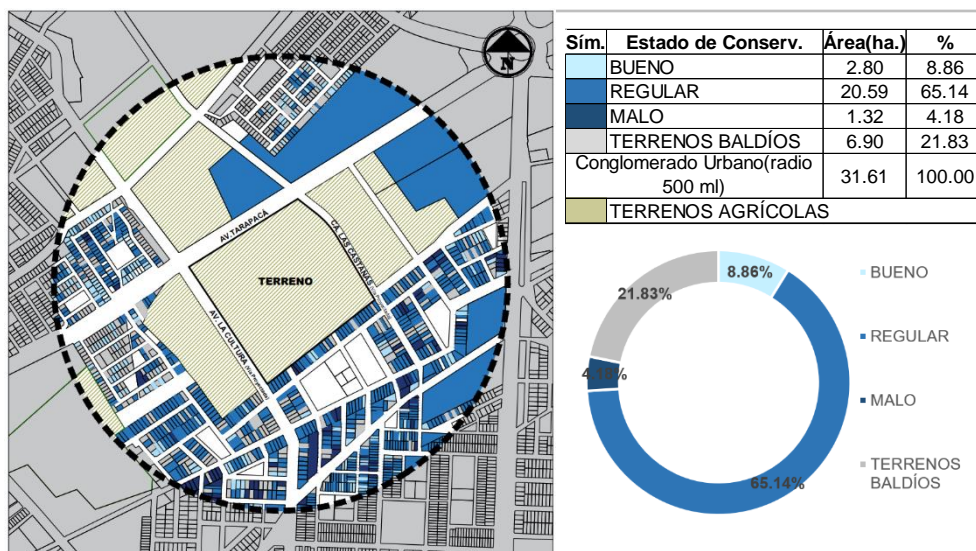 N
AV. TARAPACÁ
CA. LAS CASTAÑAS
TERRENO
AV. LA CULTURA
Sím. Estado de Conserv. Área(ha.) %
BUENO 2.80 8.86
REGULAR 20.59 65.14
MALO 1.32 4.18
TERRENOS BALDÍOS 6.90 21.83
Conglomerado Urbano(radio
500 ml) 31.61 100.00
TERRENOS AGRÍCOLAS
8.86%
21.83%
4.18%
65.14%
BUENO
REGULAR
MALO
TERRENOS
BALDÍOS